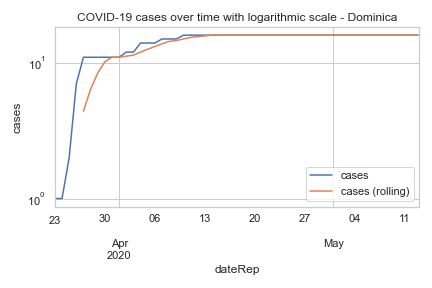 COVID-19 cases over time with logarithmic scale - Dominica
cases
10¹
10⁰
cases
cases (rolling)
23
30
06
13
20
27
04
11
Apr
2020
May
dateRep